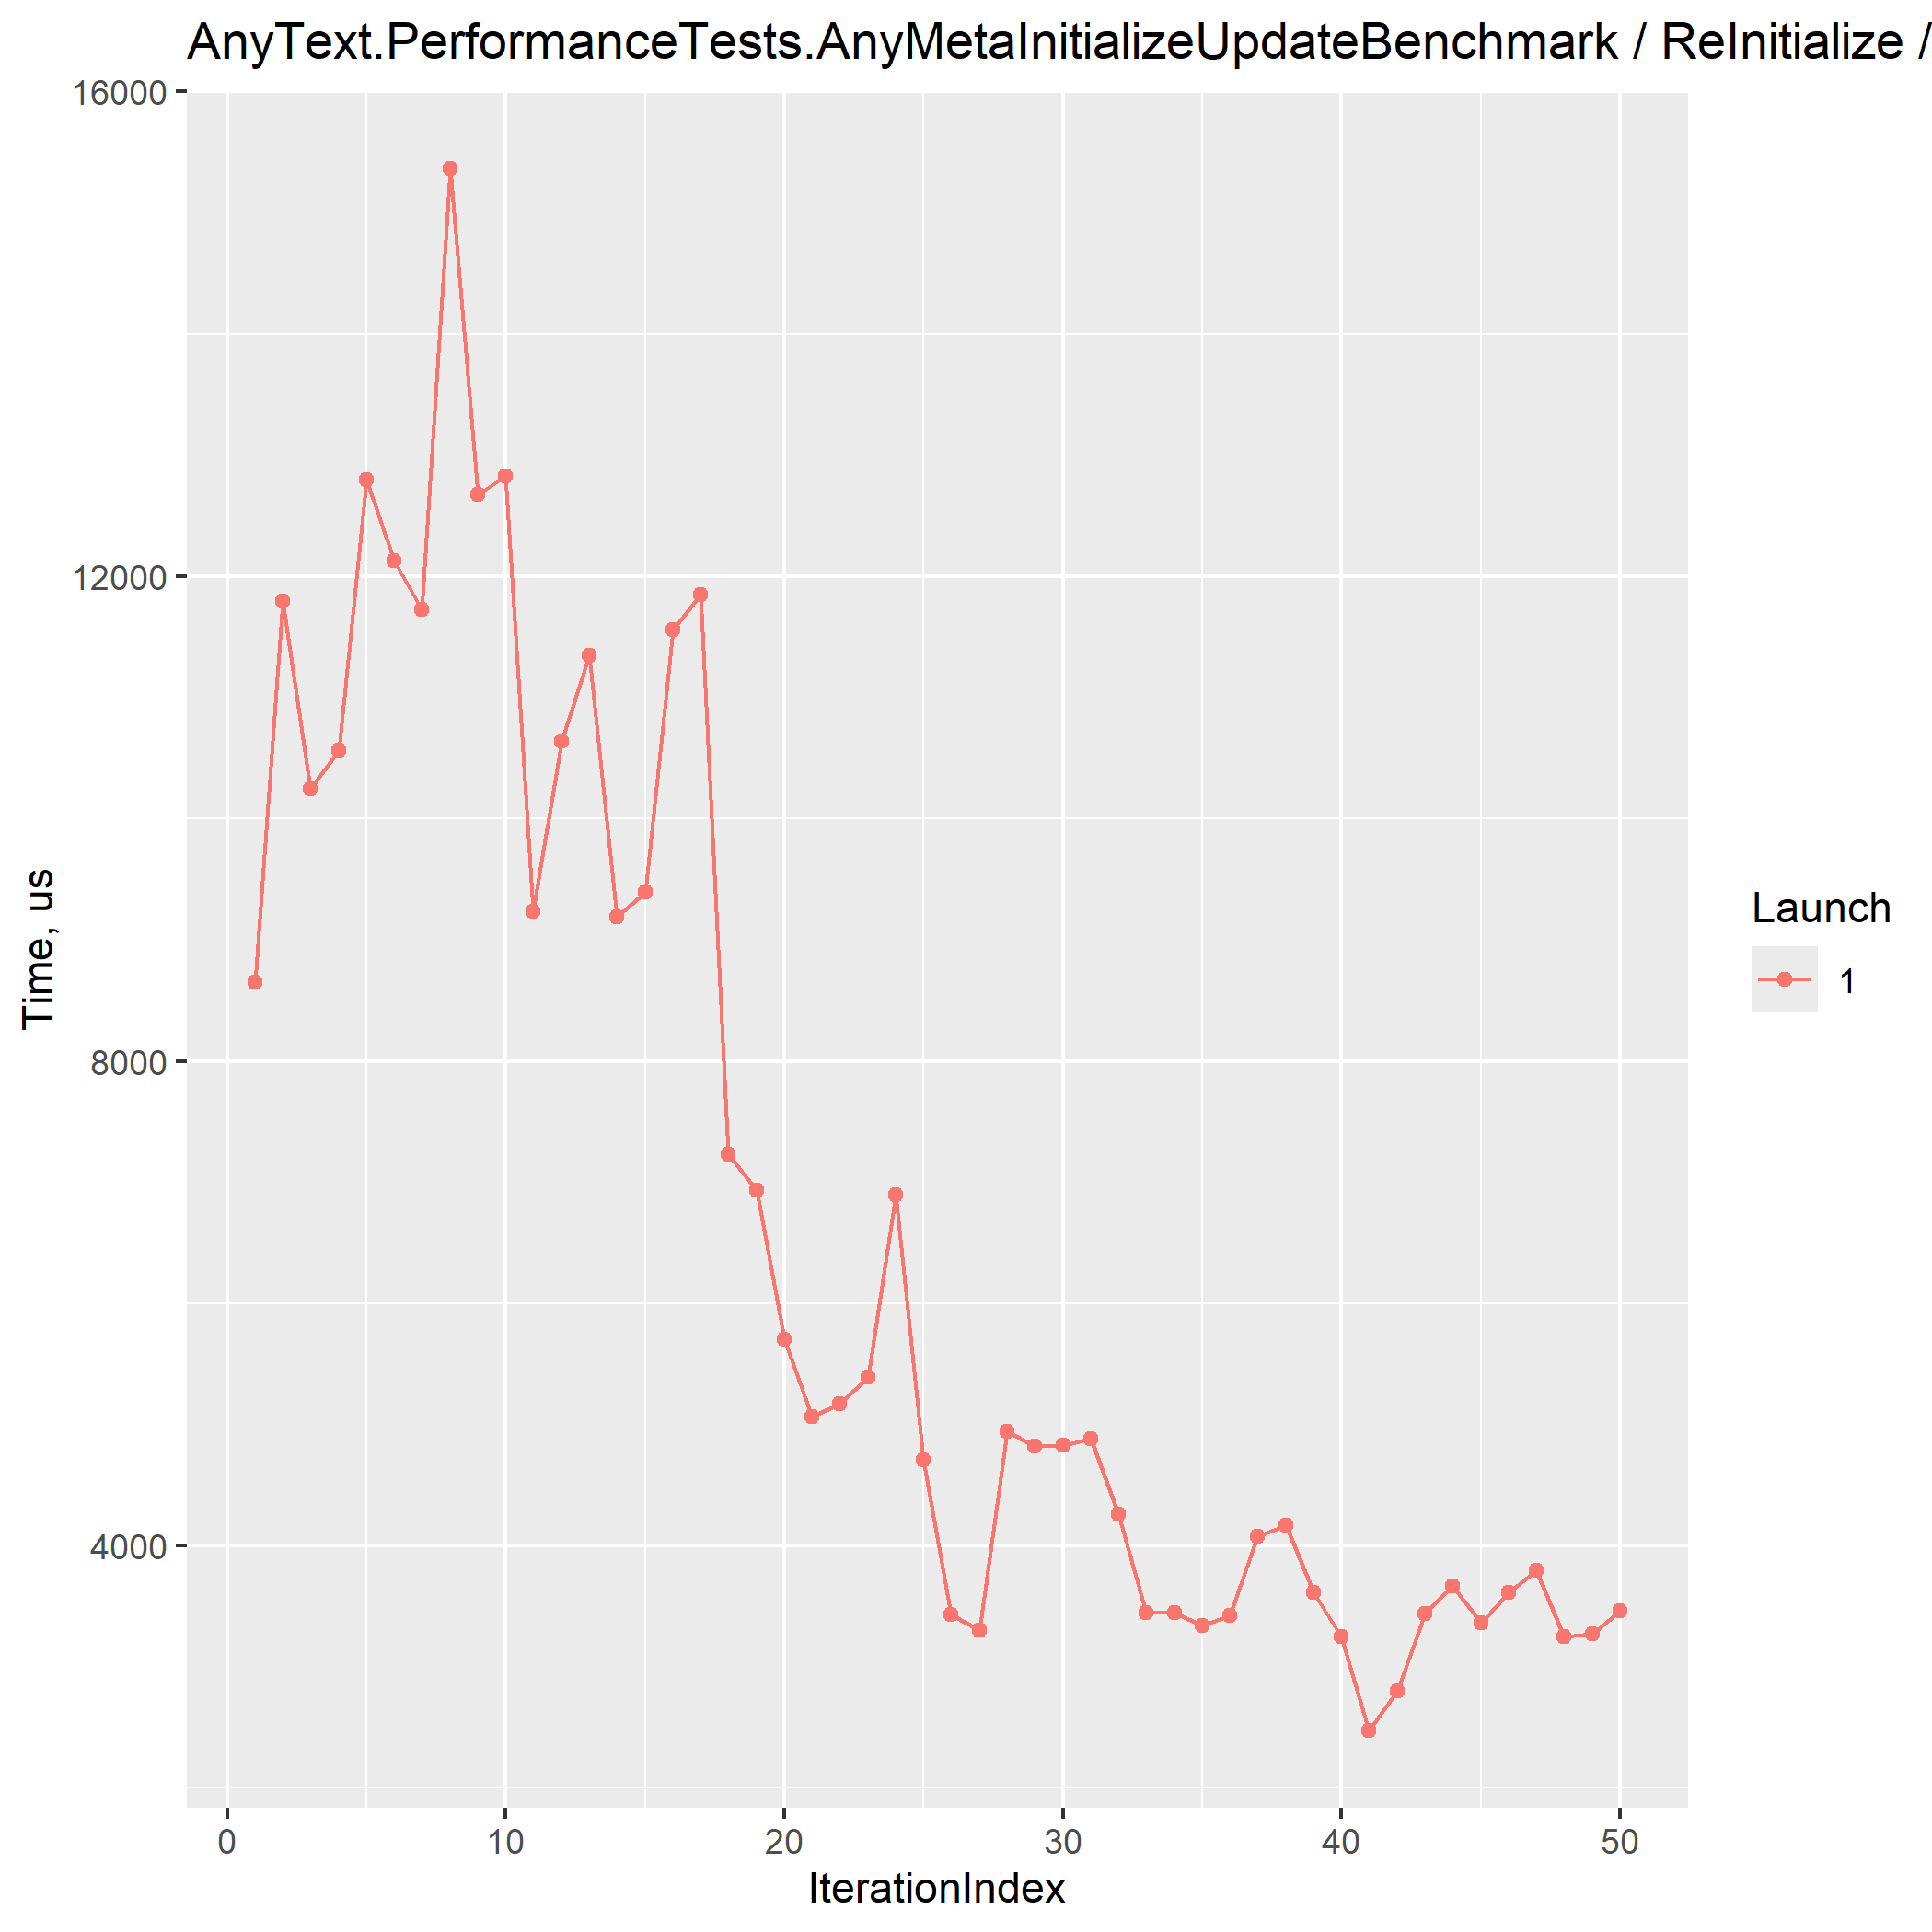 AnyText.PerformanceTests.AnyMetaInitializeUpdateBenchmark / ReInitialize /
16000
12000
8000
4000
Time, us
0 10 20 30 40 50
IterationIndex
Launch
1